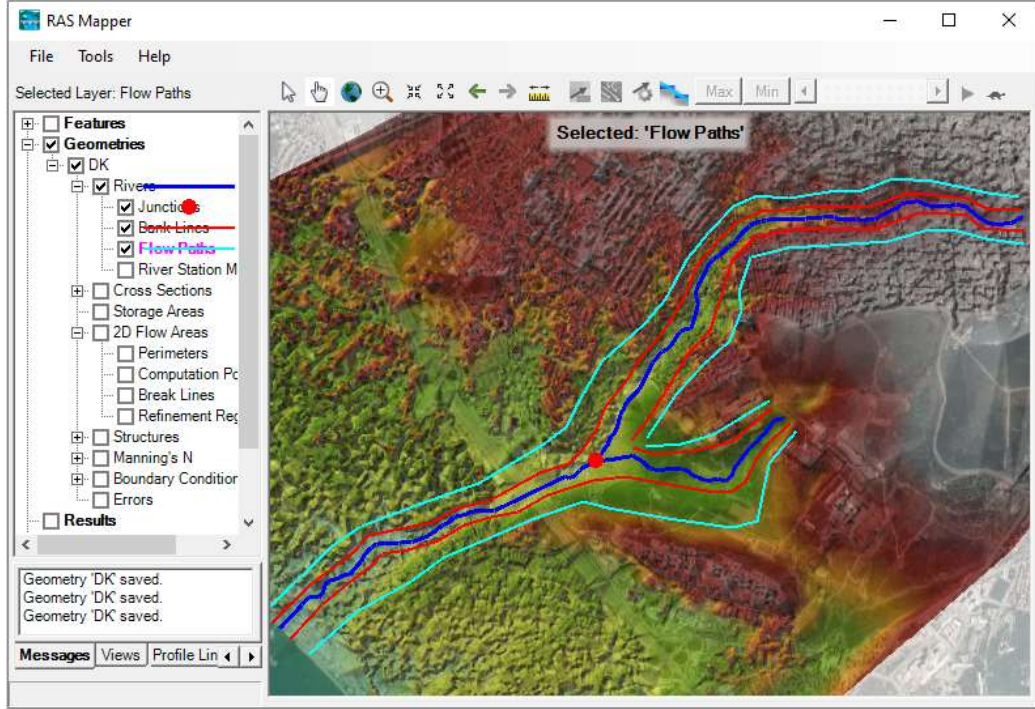 RAS Mapper
File Tools Help
Selected Layer: Flow Paths
Max Min
Selected: 'Flow Paths'
Features
Geometries
DK
Rivers
Junctions
Bank Lines
Flow Paths
River Station M
Cross Sections
Storage Areas
2D Flow Areas
Perimeters
Computation Po
Break Lines
Refinement Reg
Structures
Manning's N
Boundary Condition
Errors
Results
Geometry 'DK' saved.
Geometry 'DK' saved.
Geometry 'DK' saved.
Messages Views Profile Lin